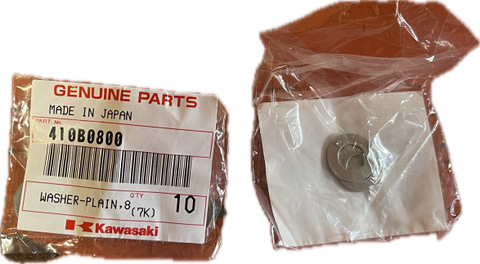 GENUINE PARTS
MADE IN JAPAN
PART No.
410B0800
WASHER-PLAIN,8
(7K)
QTY
10
Kawasaki